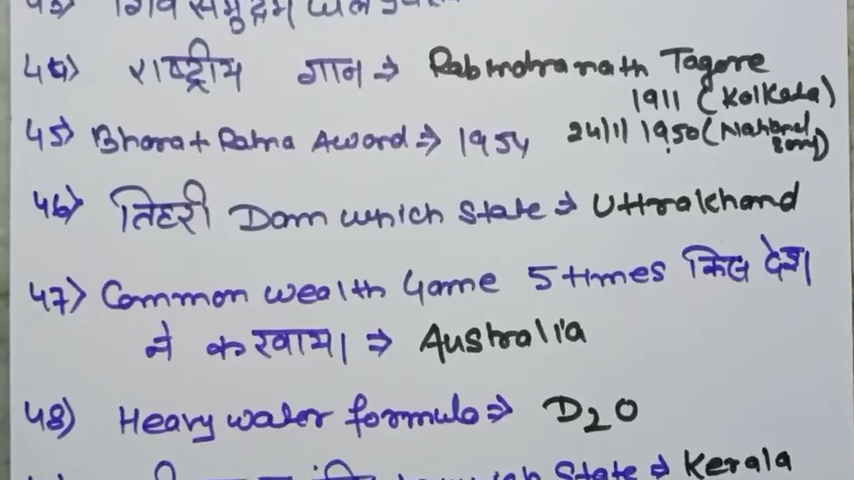 44) राष्ट्रीय गान ⇒ Rabindranath Tagore
1911 (Kolkata)
45) Bharat Ratna Award ⇒ 1954 24/1/1950 (National Song)
46) तिहरी Dam which state ⇒ Uttrakhand
47) Common wealth Game 5 times किस देश
ने करवाया। ⇒ Australia
48) Heavy water formula ⇒ D₂O
which State ⇒ Kerala